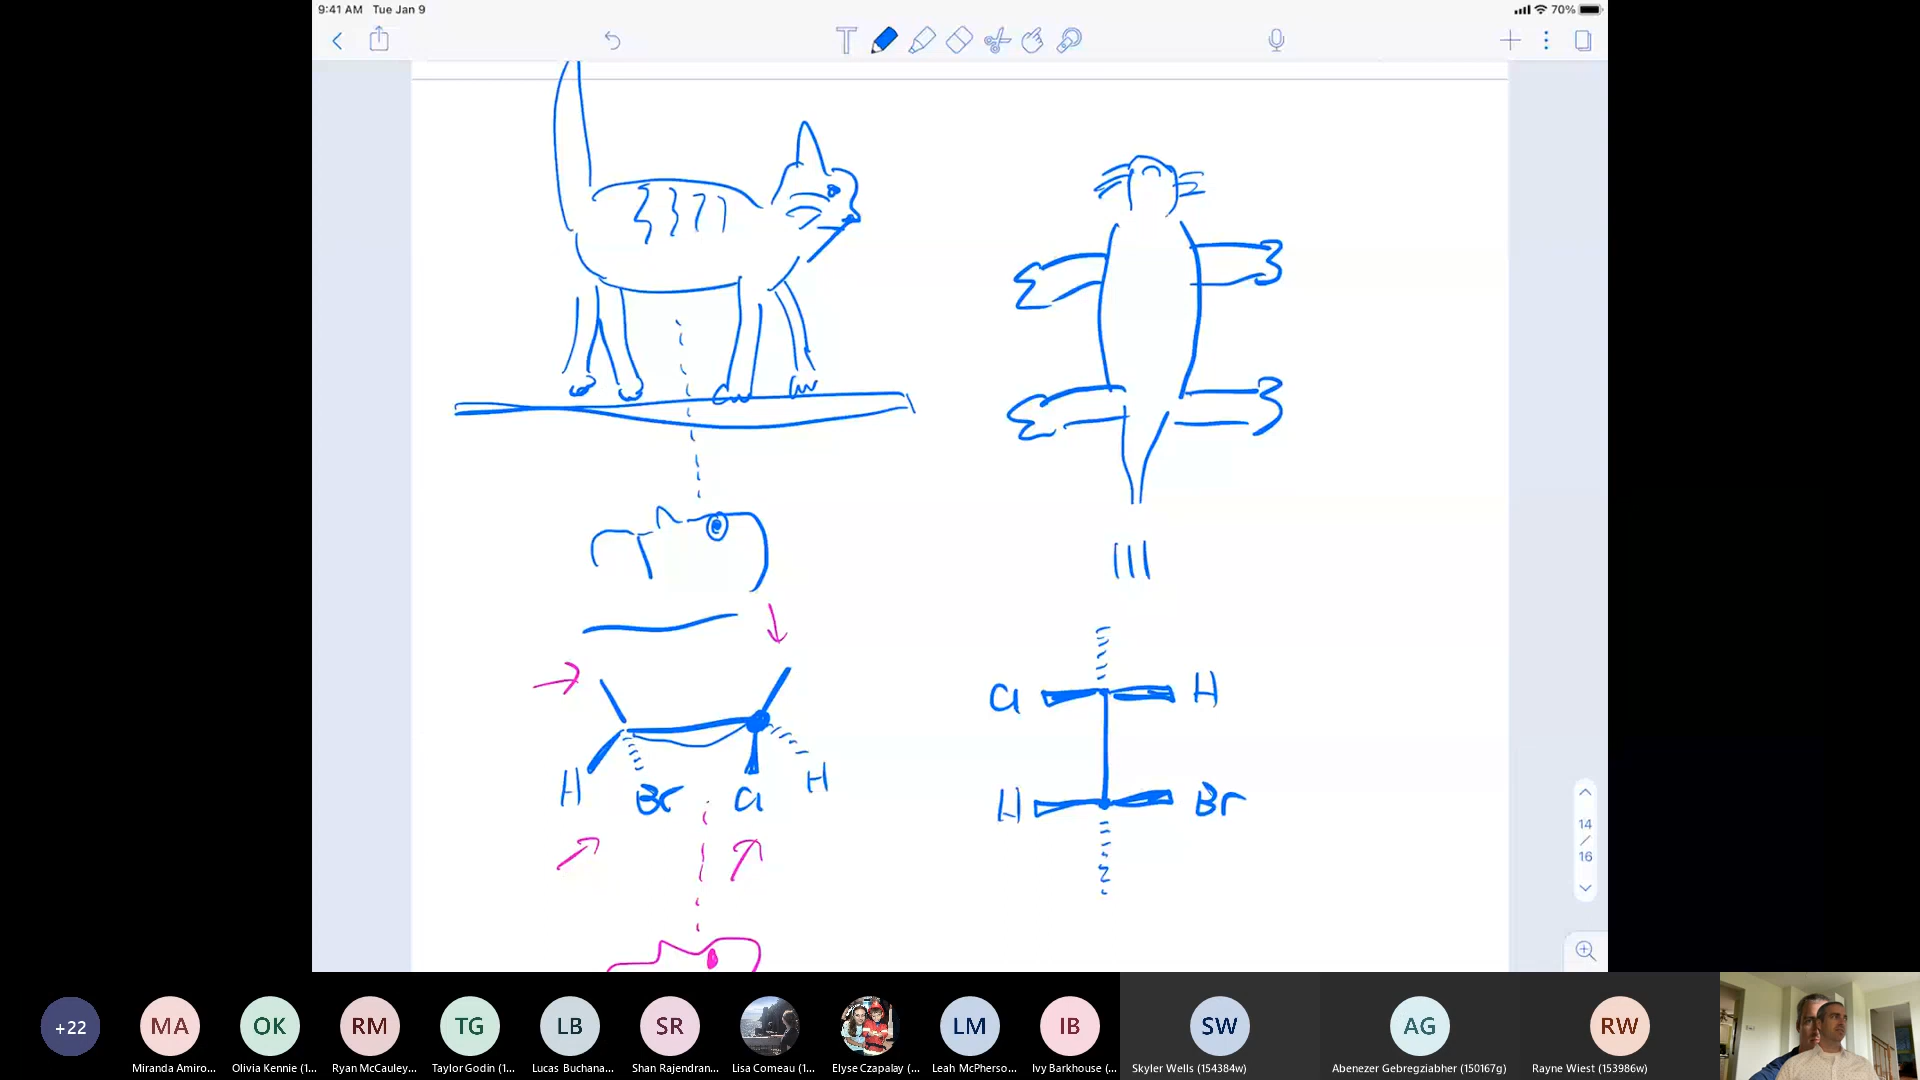 9:41 AM Tue Jan 9
70%
T
Cl H
H Br
H Br Cl H
14
/
16
+22
MA
OK
RM
TG
LB
SR
LM
IB
SW
AG
RW
Miranda Amiro...
Olivia Kennie (1...
Ryan McCauley...
Taylor Godin (1...
Lucas Buchana...
Shan Rajendran...
Lisa Comeau (1...
Elyse Czapalay (...
Leah McPherso...
Ivy Barkhouse (...
Skyler Wells (154384w)
Abenezer Gebregziabher (150167g)
Rayne Wiest (153986w)